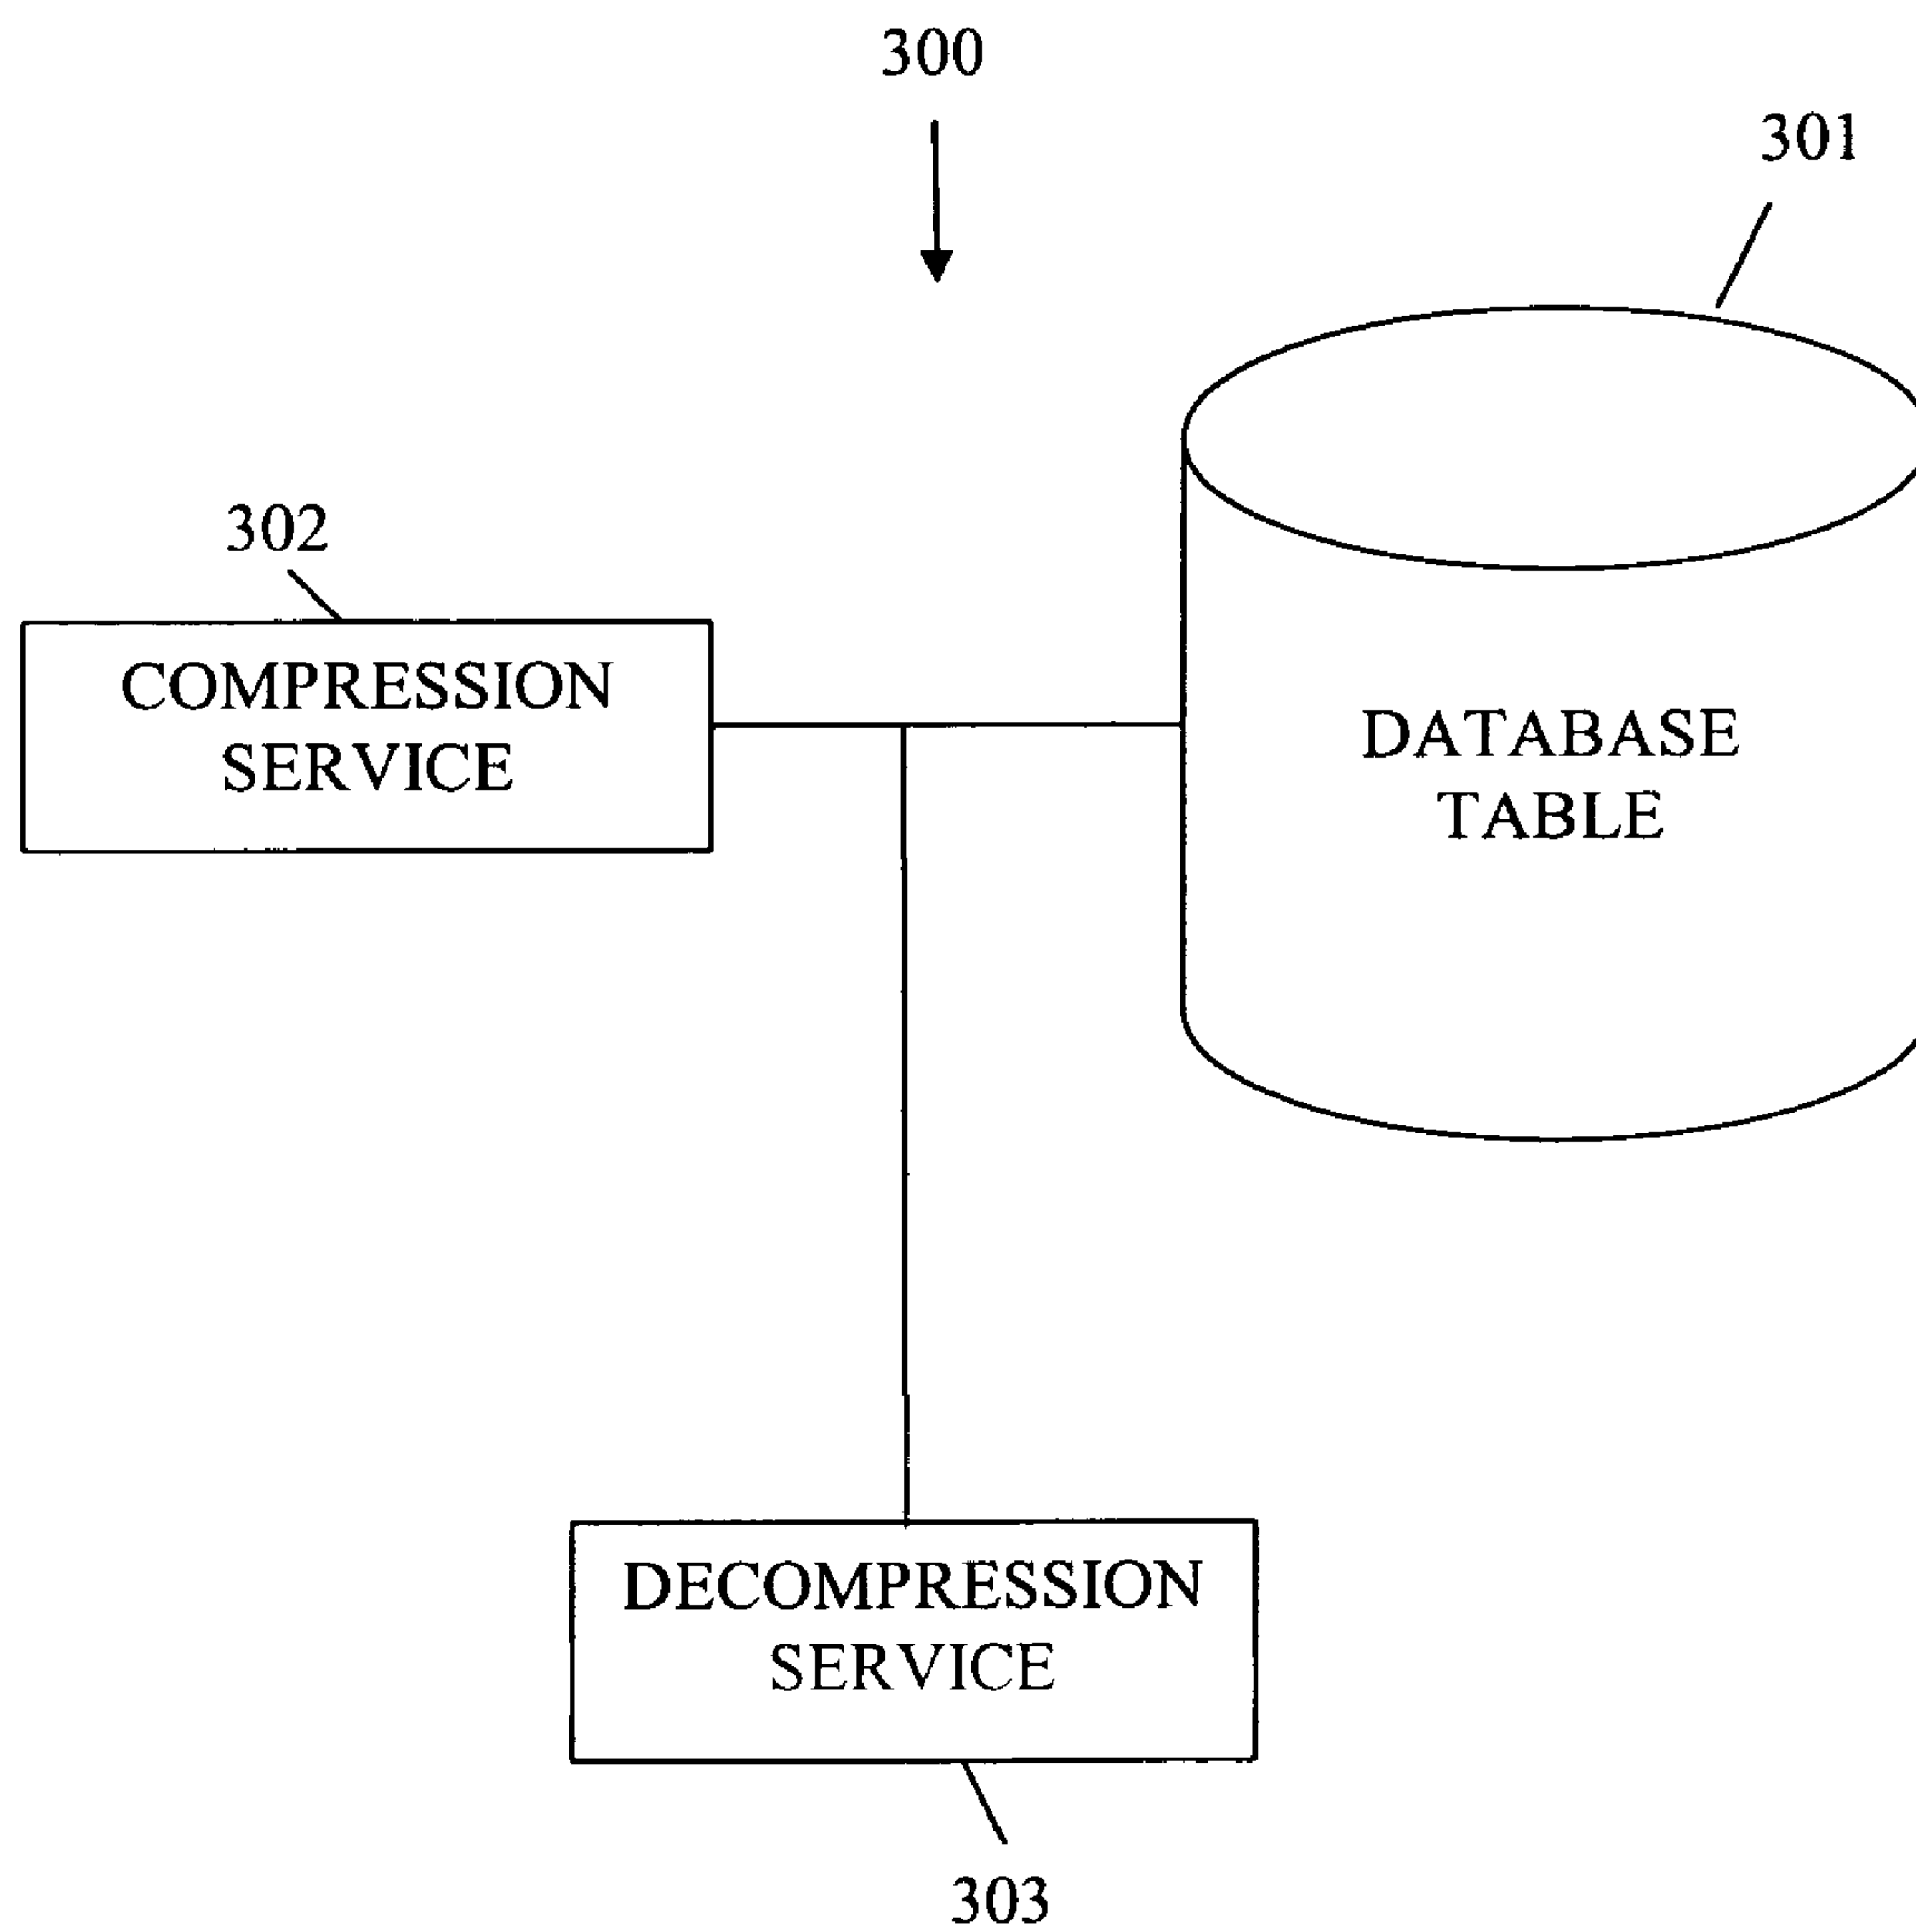 300
301
302
COMPRESSION
SERVICE
DATABASE
TABLE
DECOMPRESSION
SERVICE
303